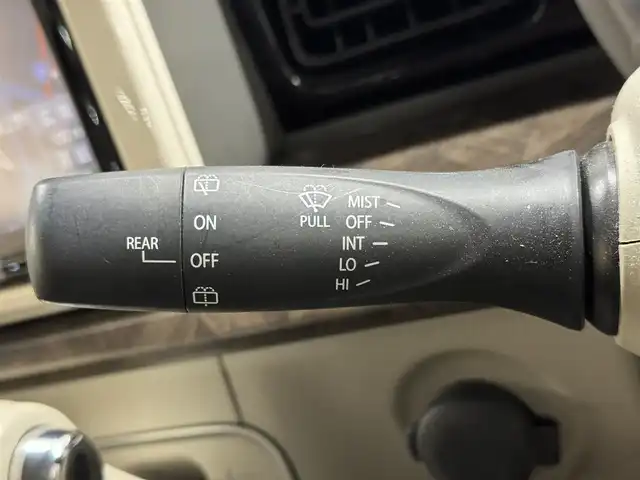 ON
REAR OFF
PULL
MIST
OFF
INT
LO
HI